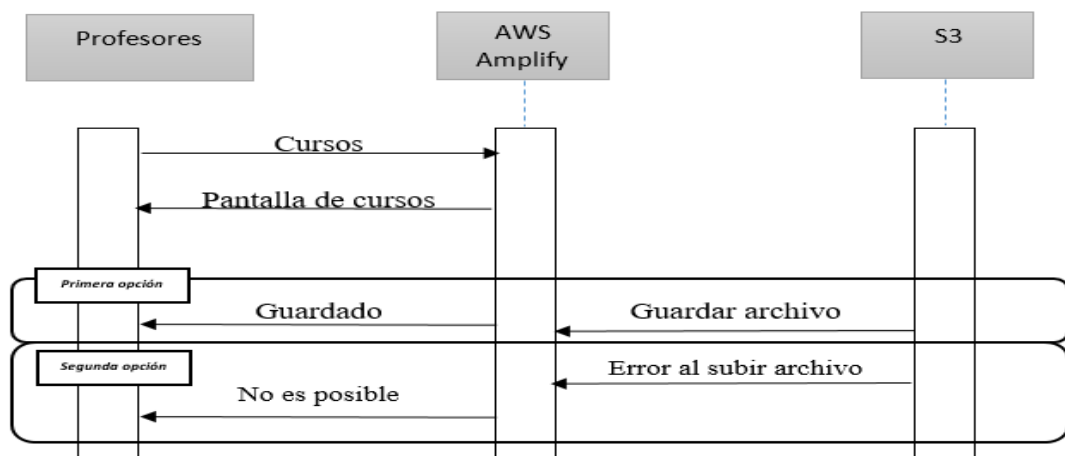 Profesores
AWS
Amplify
S3
Cursos
Pantalla de cursos
Primera opción
Guardado
Guardar archivo
Segunda opción
Error al subir archivo
No es posible